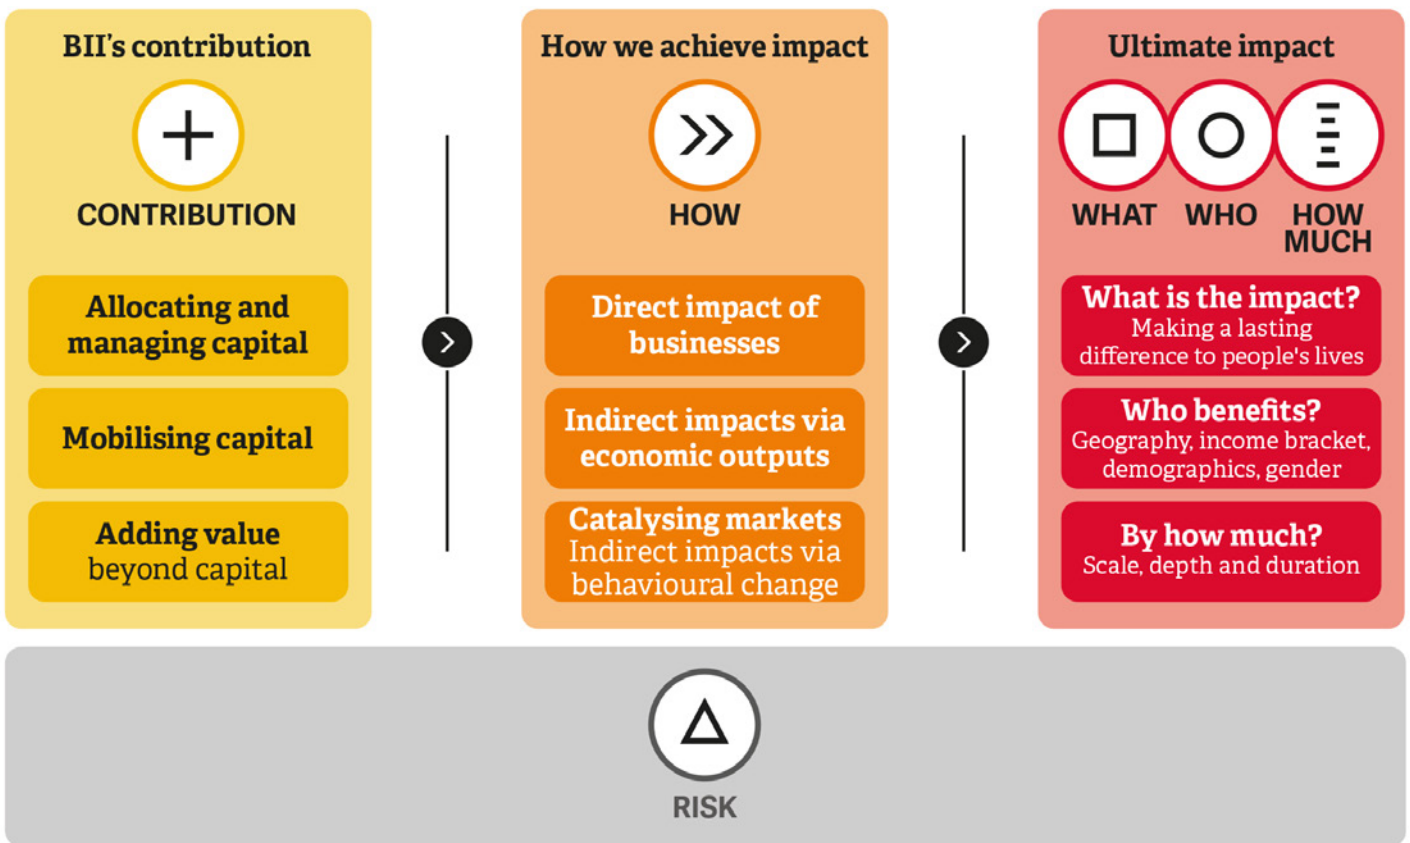 BII's contribution
CONTRIBUTION
Allocating and
managing capital
Mobilising capital
Adding value
beyond capital
How we achieve impact
HOW
Direct impact of
businesses
Indirect impacts via
economic outputs
Catalysing markets
Indirect impacts via
behavioural change
Ultimate impact
WHAT
WHO
HOW
MUCH
What is the impact?
Making a lasting
difference to people's lives
Who benefits?
Geography, income bracket,
demographics, gender
By how much?
Scale, depth and duration
RISK